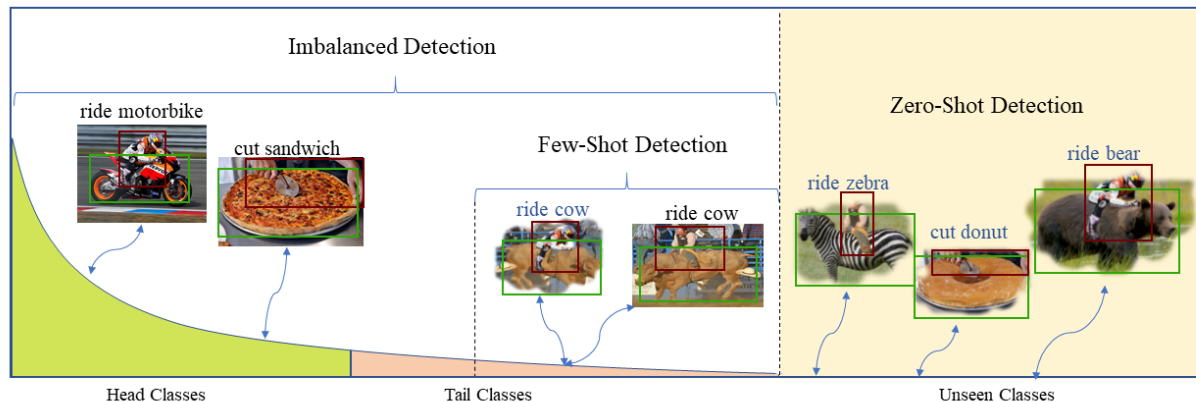 Imbalanced Detection
ride motorbike
cut sandwich
Few-Shot Detection
ride cow
ride cow
Zero-Shot Detection
ride zebra
cut donut
ride bear
Head Classes
Tail Classes
Unseen Classes